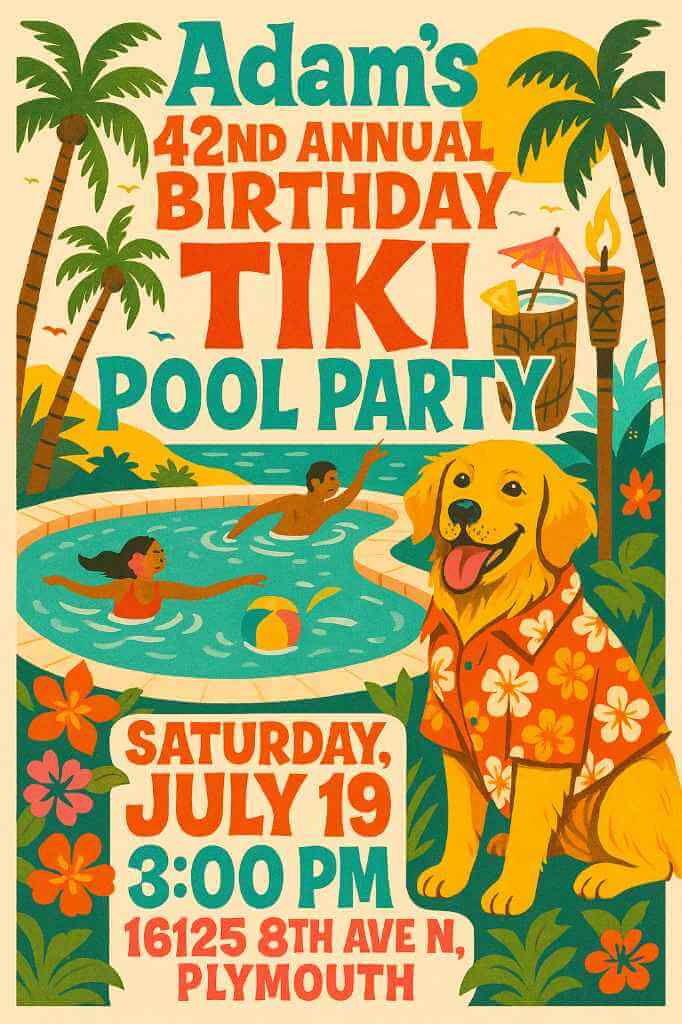 Adam's
42ND ANNUAL
BIRTHDAY
TIKI
POOL PARTY
SATURDAY,
JULY 19
3:00 PM
16125 8TH AVE N,
PLYMOUTH